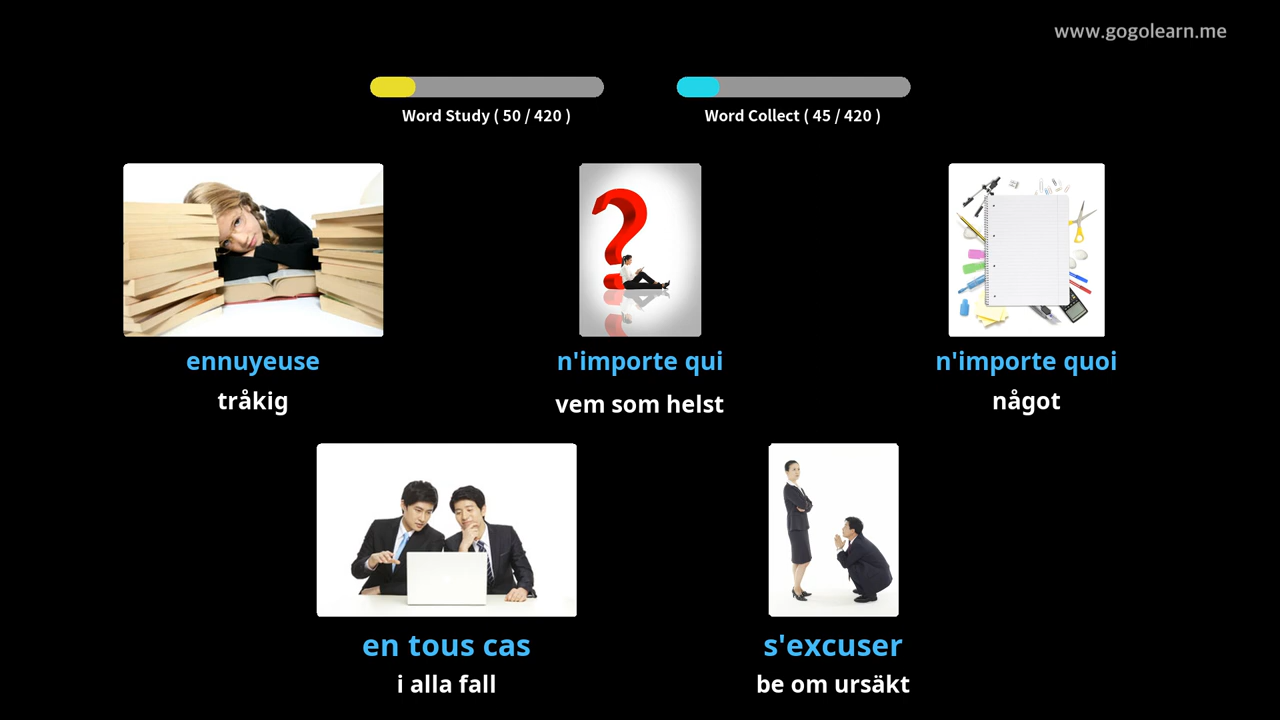 www.gogolearn.me
Word Study ( 50 / 420 )
Word Collect ( 45 / 420 )
ennuyeuse
tråkig
n'importe qui
vem som helst
n'importe quoi
något
en tous cas
i alla fall
s'excuser
be om ursäkt